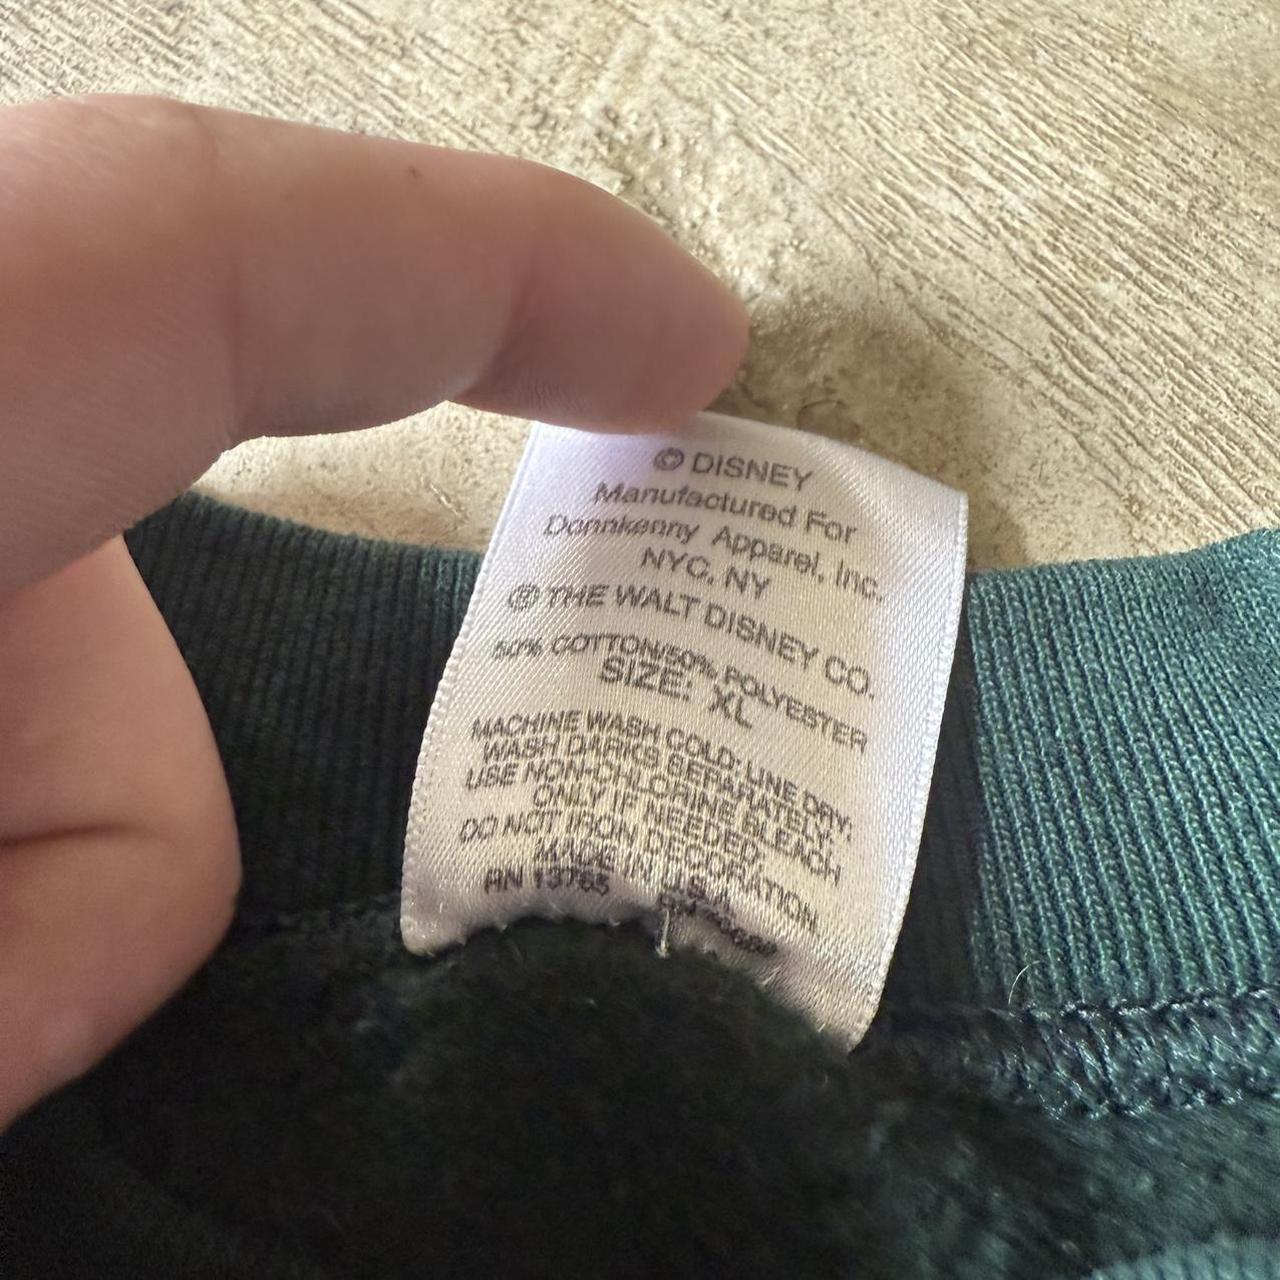 © DISNEY
Manufactured For
Donnkenny Apparel, Inc.
NYC, NY
® THE WALT DISNEY CO.
50% COTTON/50% POLYESTER
SIZE: XL
MACHINE WASH COLD; LINE DRY;
WASH DARKS SEPARATELY.
USE NON-CHLORINE BLEACH
ONLY IF NEEDED.
DO NOT IRON DECORATION
MADE IN U.S.A.
RN 13765